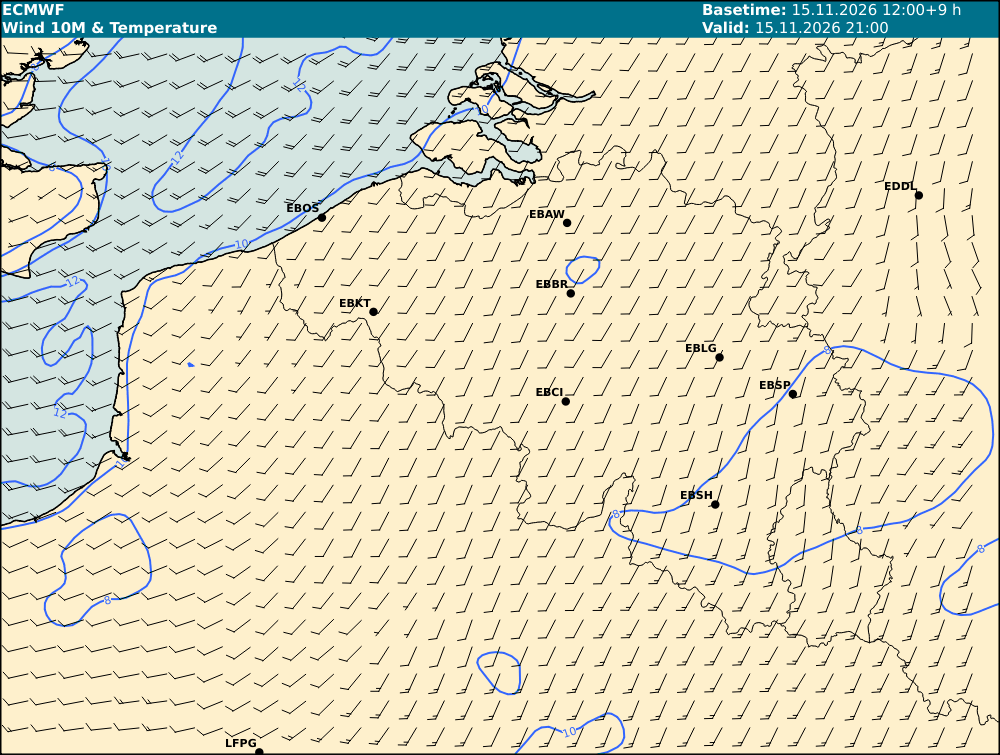 ECMWF
Wind 10M & Temperature
Basetime: 15.11.2026 12:00+9 h
Valid: 15.11.2026 21:00
12
10
12
EDDL
EBOS
EBAW
10
12
EBBR
EBKT
EBLG
8
EBSP
EBCI
12
10
EBSH
8
8
8
8
10
LFPG